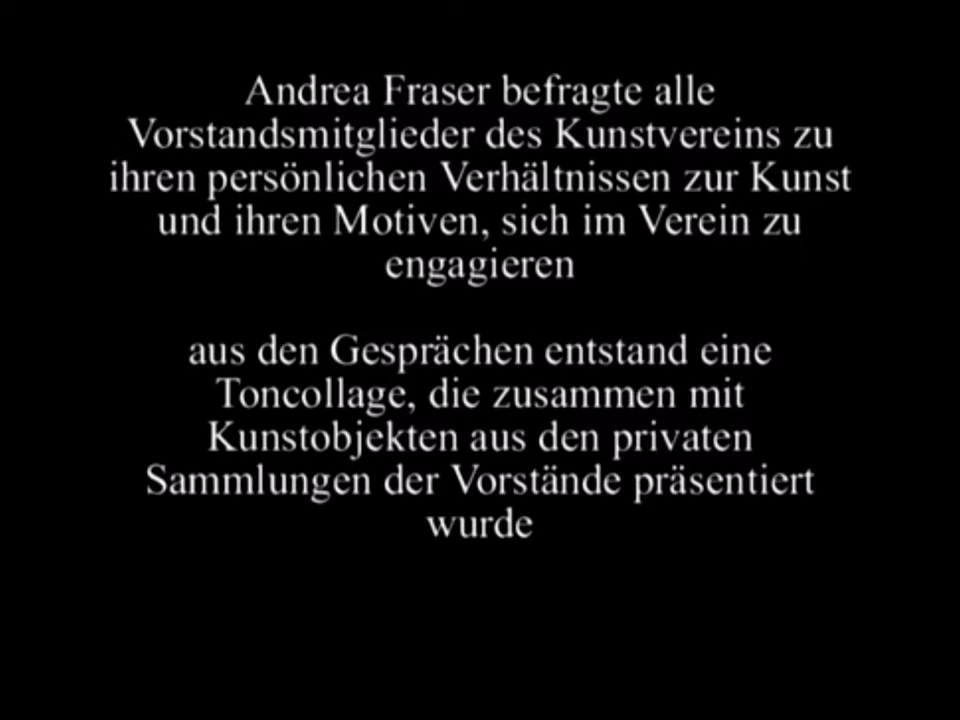 Andrea Fraser befragte alle
Vorstandsmitglieder des Kunstvereins zu
ihren persönlichen Verhältnissen zur Kunst
und ihren Motiven, sich im Verein zu
engagieren
aus den Gesprächen entstand eine
Toncollage, die zusammen mit
Kunstobjekten aus den privaten
Sammlungen der Vorstände präsentiert
wurde